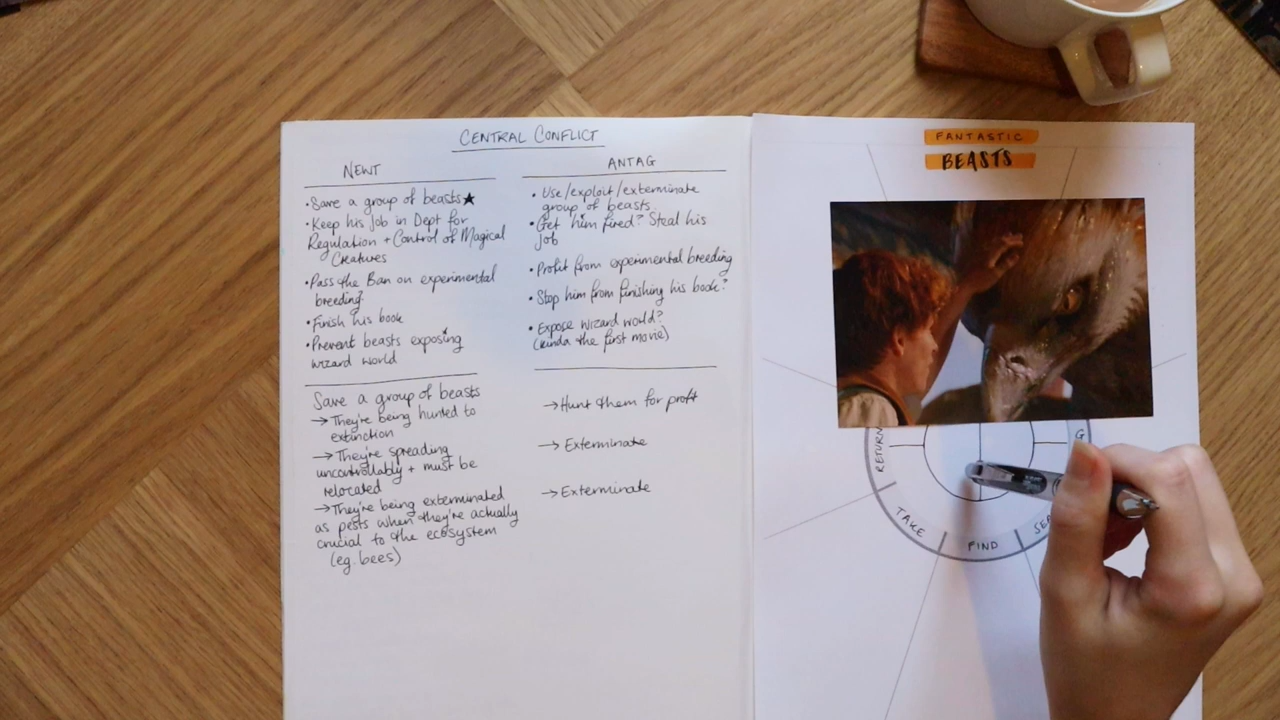 CENTRAL CONFLICT
NEWT
• Save a group of beasts★
• Keep his job in Dept for
Regulation + Control of Magical
Creatures
• Pass the Ban on experimental
breeding?
• Finish his book
• Prevent beasts exposing
wizard world
ANTAG
• Use/exploit/exterminate
group of beasts.
• Get him fired? Steal his
job
• Profit from experimental breeding
• Stop him from finishing his book?
• Expose wizard world?
(kinda the first movie)
Save a group of beasts
→ They're being hunted to
extinction
→ They're spreading
uncontrollably + must be
relocated
→ They're being exterminated
as pests when they're actually
crucial to the ecosystem
(eg. bees)
→ Hunt them for profit
→ Exterminate
→ Exterminate
FANTASTIC
BEASTS
RETURN
TAKE
FIND